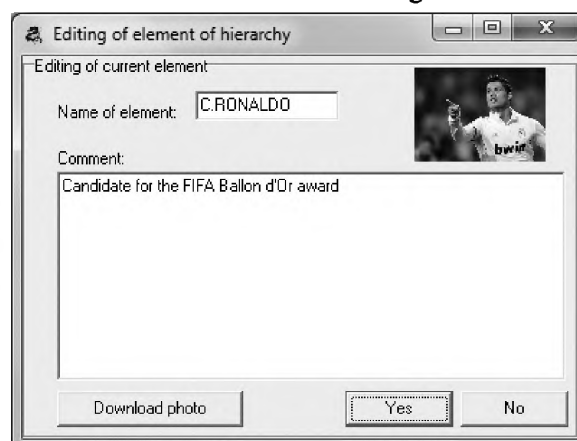 Editing of element of hierarchy
Editing of current element
Name of element:
C.RONALDO
bwin
Comment:
Candidate for the FIFA Ballon d'Or award
Download photo
Yes
No